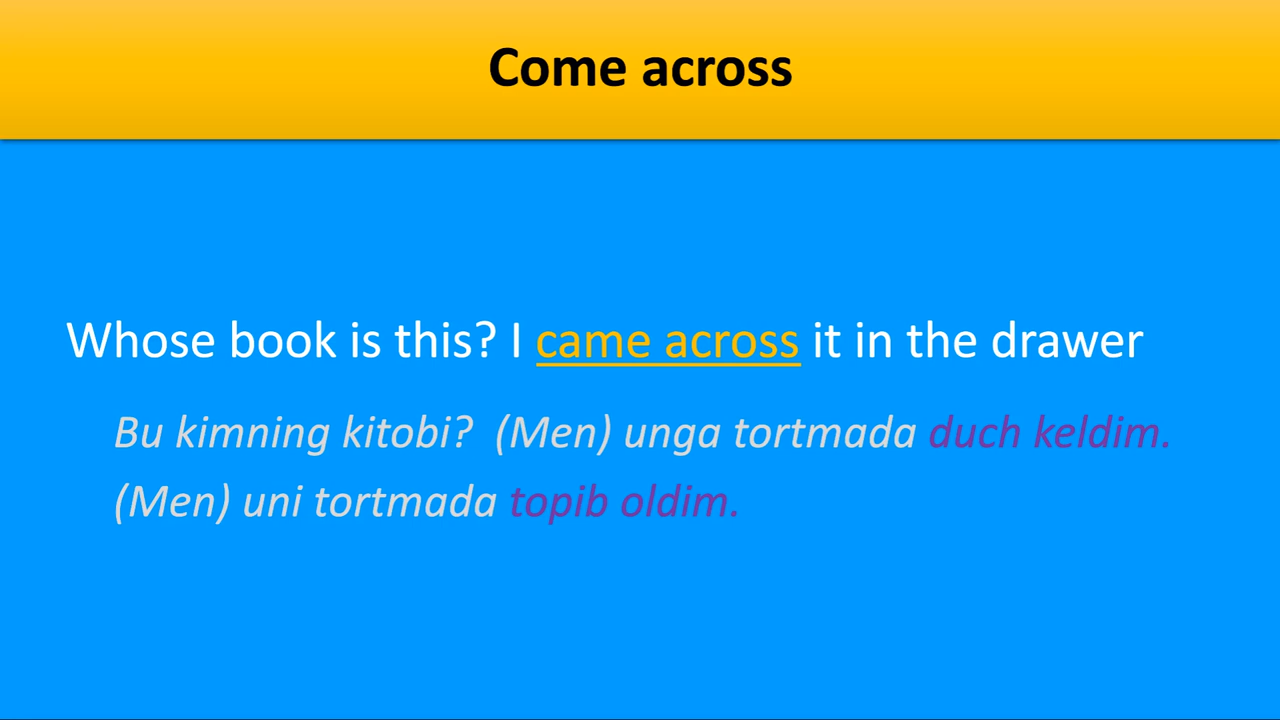 Come across
Whose book is this? I came across it in the drawer
Bu kimning kitobi? (Men) unga tortmada duch keldim.
(Men) uni tortmada topib oldim.